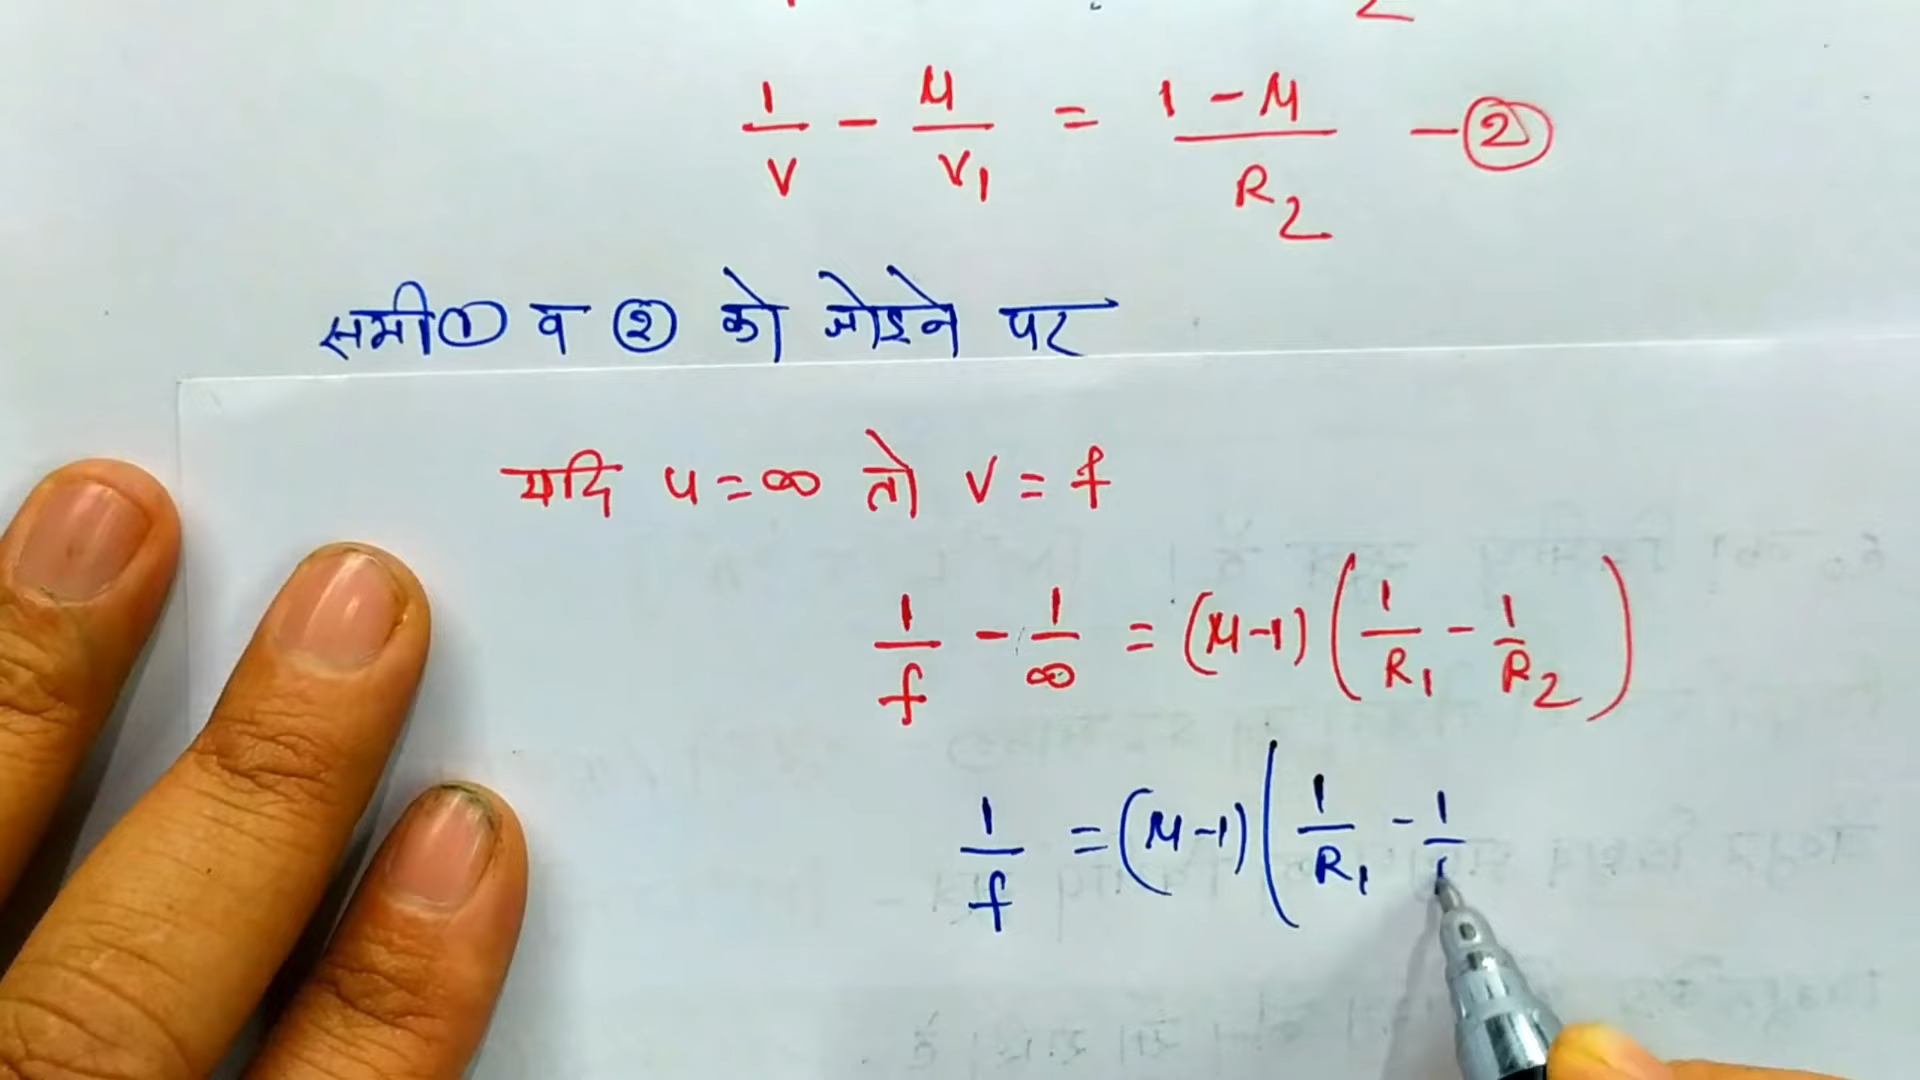 1/v - μ/v₁ = (1 - μ)/R₂ - ②
समी ① व ② को जोडने पर
यदि u = ∞ तो v = f
1/f - 1/∞ = (μ-1) (1/R₁ - 1/R₂)
1/f = (μ-1) (1/R₁ - 1/